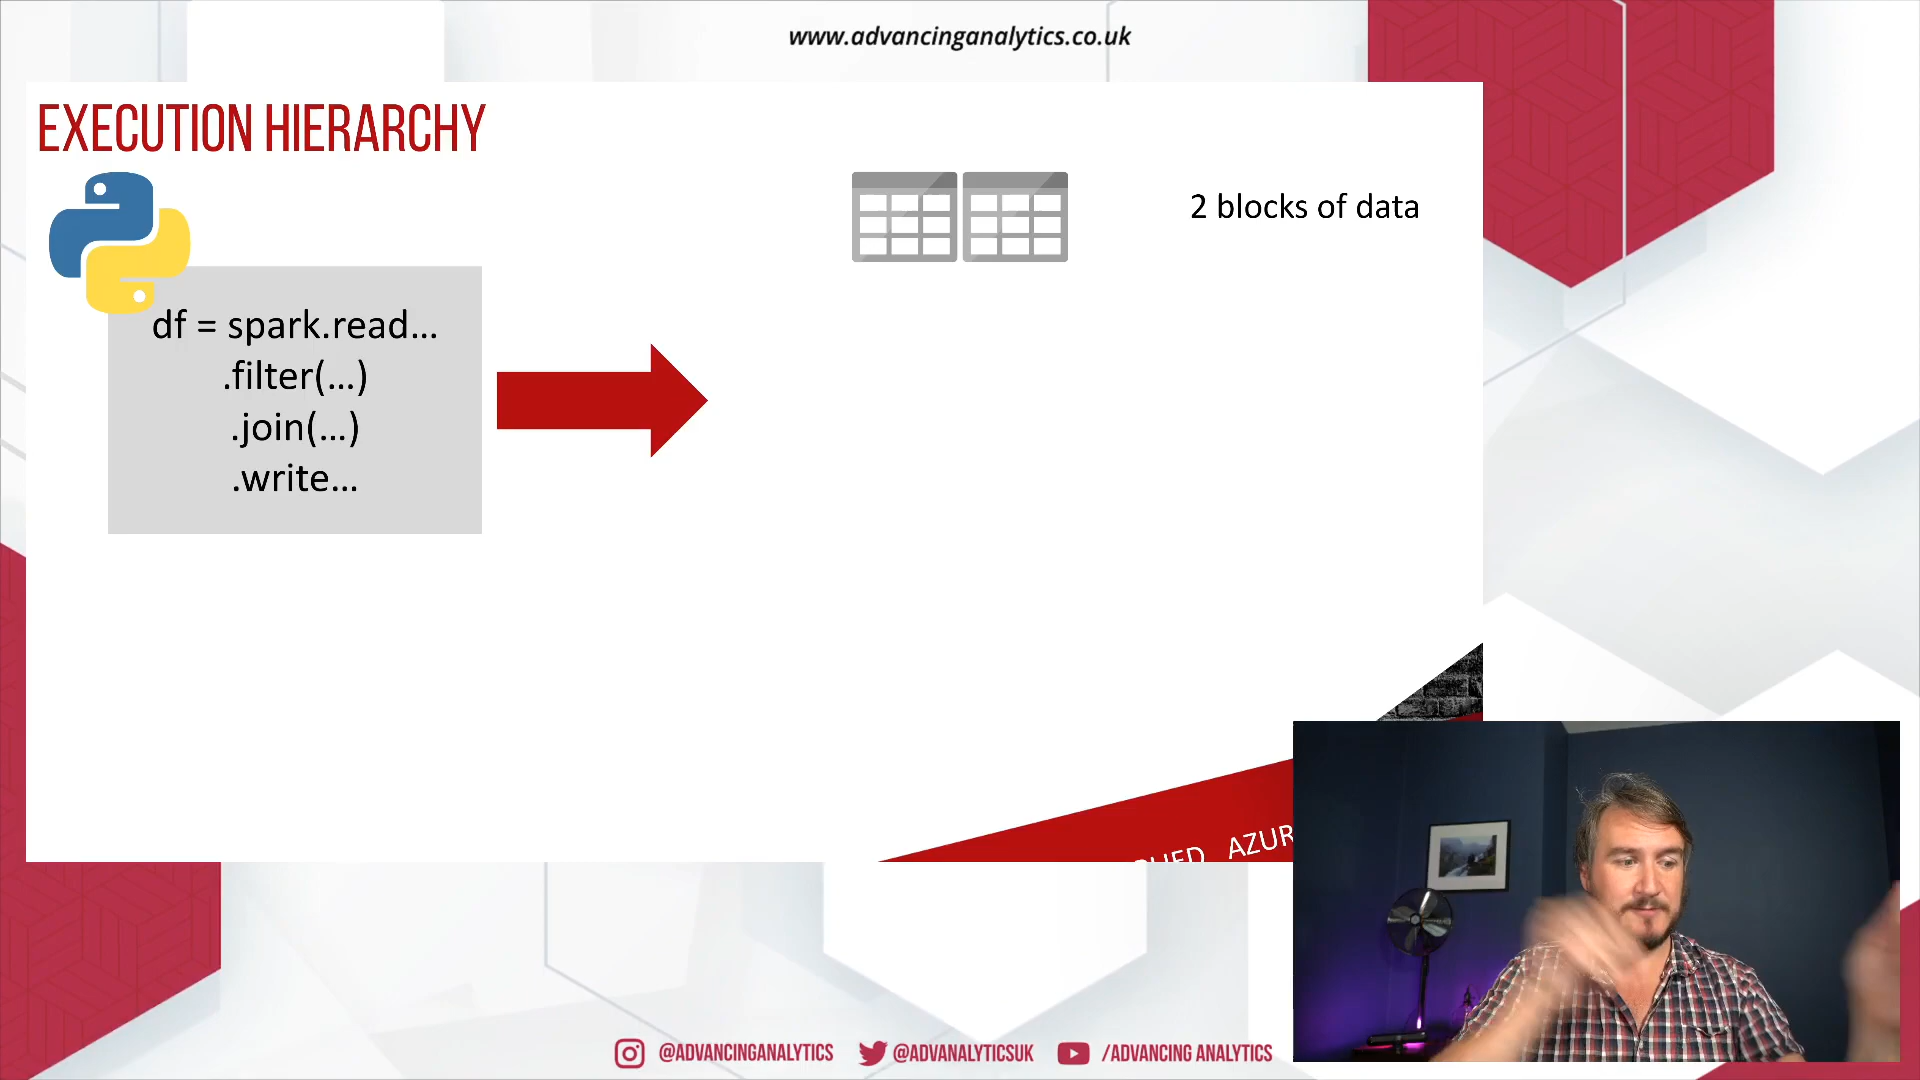 www.advancinganalytics.co.uk
EXECUTION HIERARCHY
2 blocks of data
df = spark.read...
.filter(...)
.join(...)
.write...
AZUR
@ADVANCINGANALYTICS
@ADVANALYTICSUK
/ADVANCING ANALYTICS